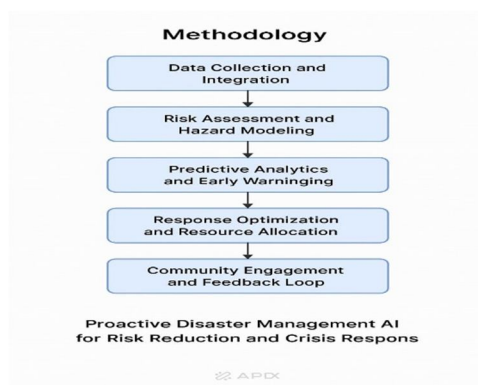 Methodology
Data Collection and
Integration
Risk Assessment and
Hazard Modeling
Predictive Analytics
and Early Warninging
Response Optimization
and Resource Allocation
Community Engagement
and Feedback Loop
Proactive Disaster Management AI
for Risk Reduction and Crisis Respons
APIX